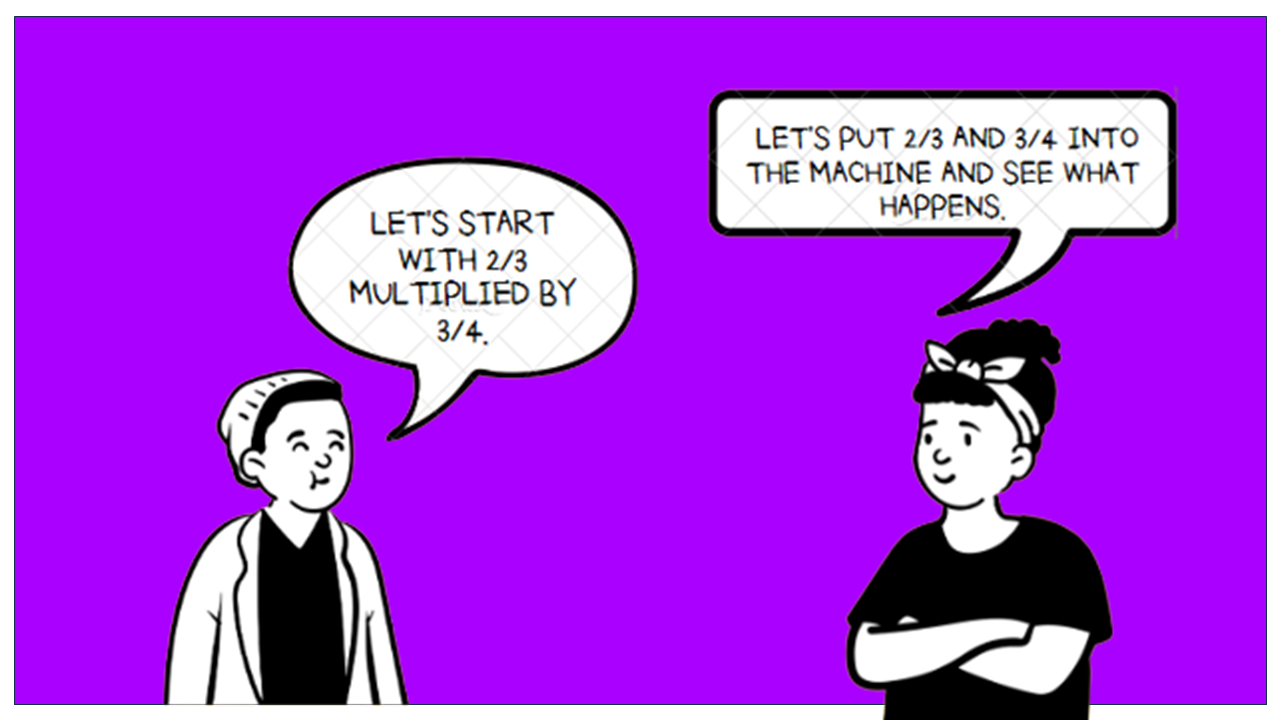 LET'S START
WITH 2/3
MULTIPLIED BY
3/4.
LET'S PUT 2/3 AND 3/4 INTO
THE MACHINE AND SEE WHAT
HAPPENS.